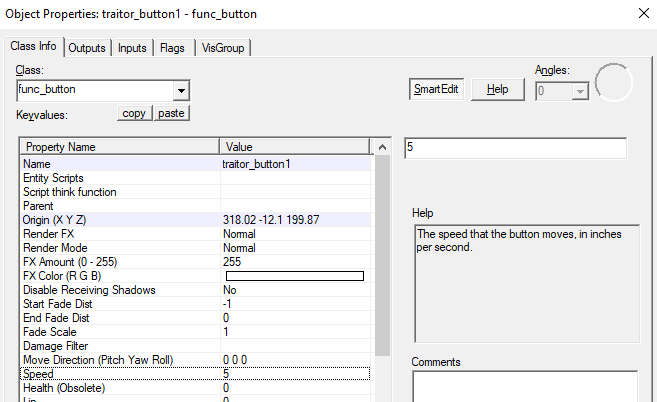 Object Properties: traitor_button1 - func_button
Class Info Outputs Inputs Flags VisGroup
Class:
func_button
SmartEdit Help
Angles:
0
Keyvalues: copy paste
Property Name Value
Name traitor_button1
Entity Scripts
Script think function
Parent
Origin (X Y Z) 318.02 -12.1 199.87
Render FX Normal
Render Mode Normal
FX Amount (0 - 255) 255
FX Color (R G B)
Disable Receiving Shadows No
Start Fade Dist -1
End Fade Dist 0
Fade Scale 1
Damage Filter
Move Direction (Pitch Yaw Roll) 0 0 0
Speed 5
Health (Obsolete) 0
Lip 0
5
Help
The speed that the button moves, in inches
per second.
Comments